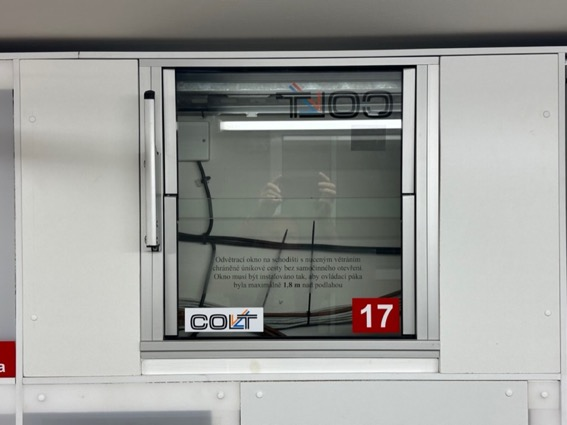 COLT
Odvětrací okno na schodišti s nuceným větráním
chráněné únikové cesty bez samočinného otevření.
Okno musí být instalováno tak, aby ovládací páka
byla maximálně 1,8 m nad podlahou
COLT
17
a